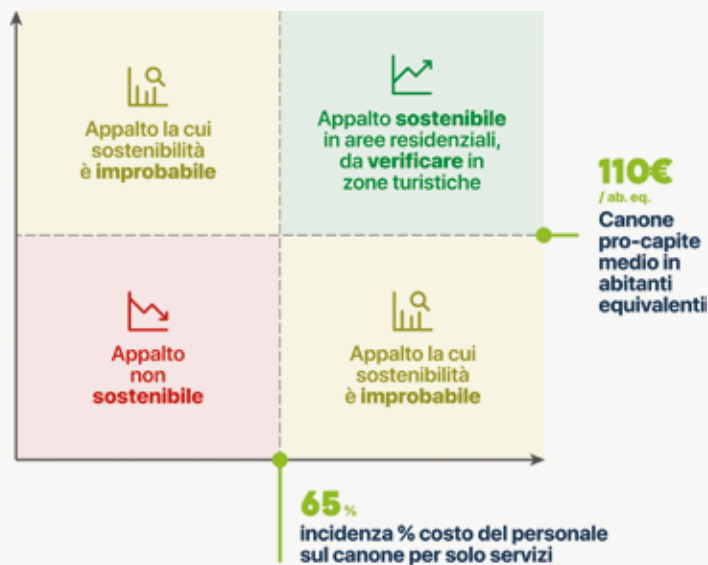 Appalto la cui
sostenibilità
è improbabile
Appalto sostenibile
in aree residenziali,
da verificare in
zone turistiche
110€
/ ab. eq.
Canone
pro-capite
medio in
abitanti
equivalenti
Appalto
non
sostenibile
Appalto la cui
sostenibilità
è improbabile
65 %
incidenza % costo del personale
sul canone per solo servizi